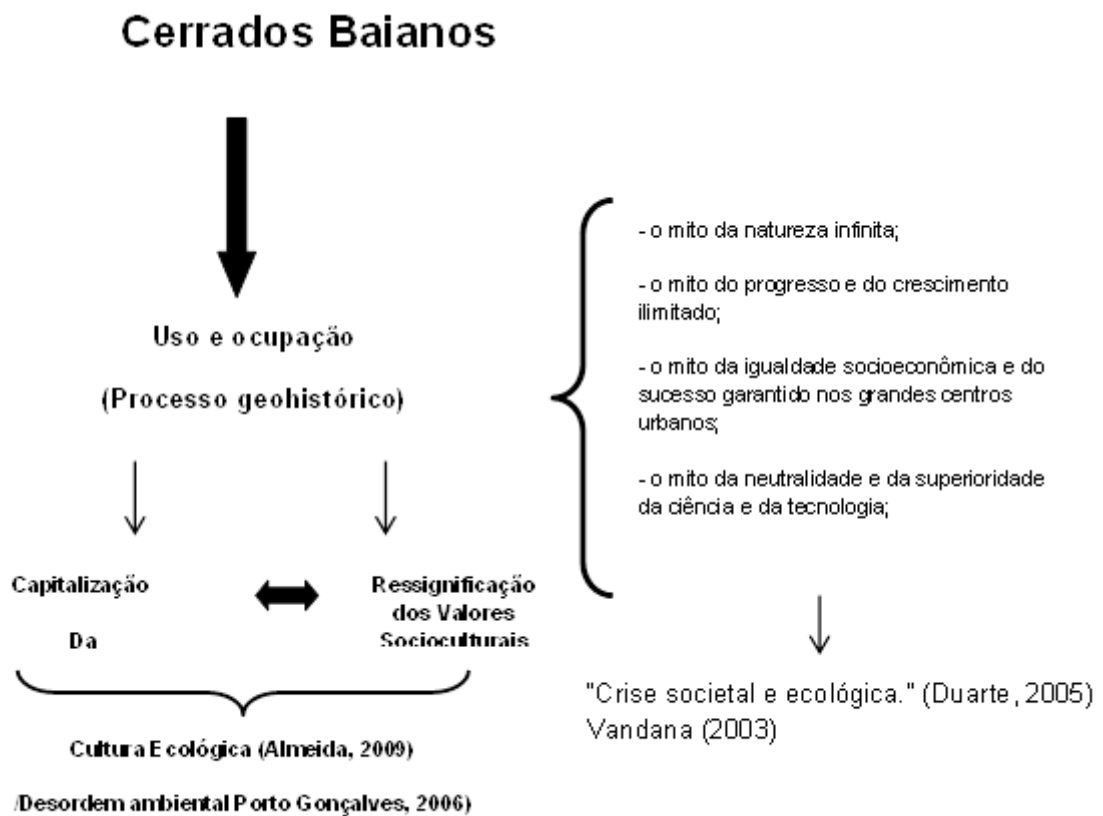 Cerrados Baianos
Uso e ocupação
(Processo geohistórico)
Capitalização
Da
Ressignificação
dos Valores
Socioculturais
Cultura Ecológica (Almeida, 2009)
/Desordem ambiental Porto Gonçalves, 2006)
- o mito da natureza infinita;
- o mito do progresso e do crescimento
ilimitado;
- o mito da igualdade socioeconômica e do
sucesso garantido nos grandes centros
urbanos;
- o mito da neutralidade e da superioridade
da ciência e da tecnologia;
"Crise societal e ecológica." (Duarte, 2005)
Vandana (2003)